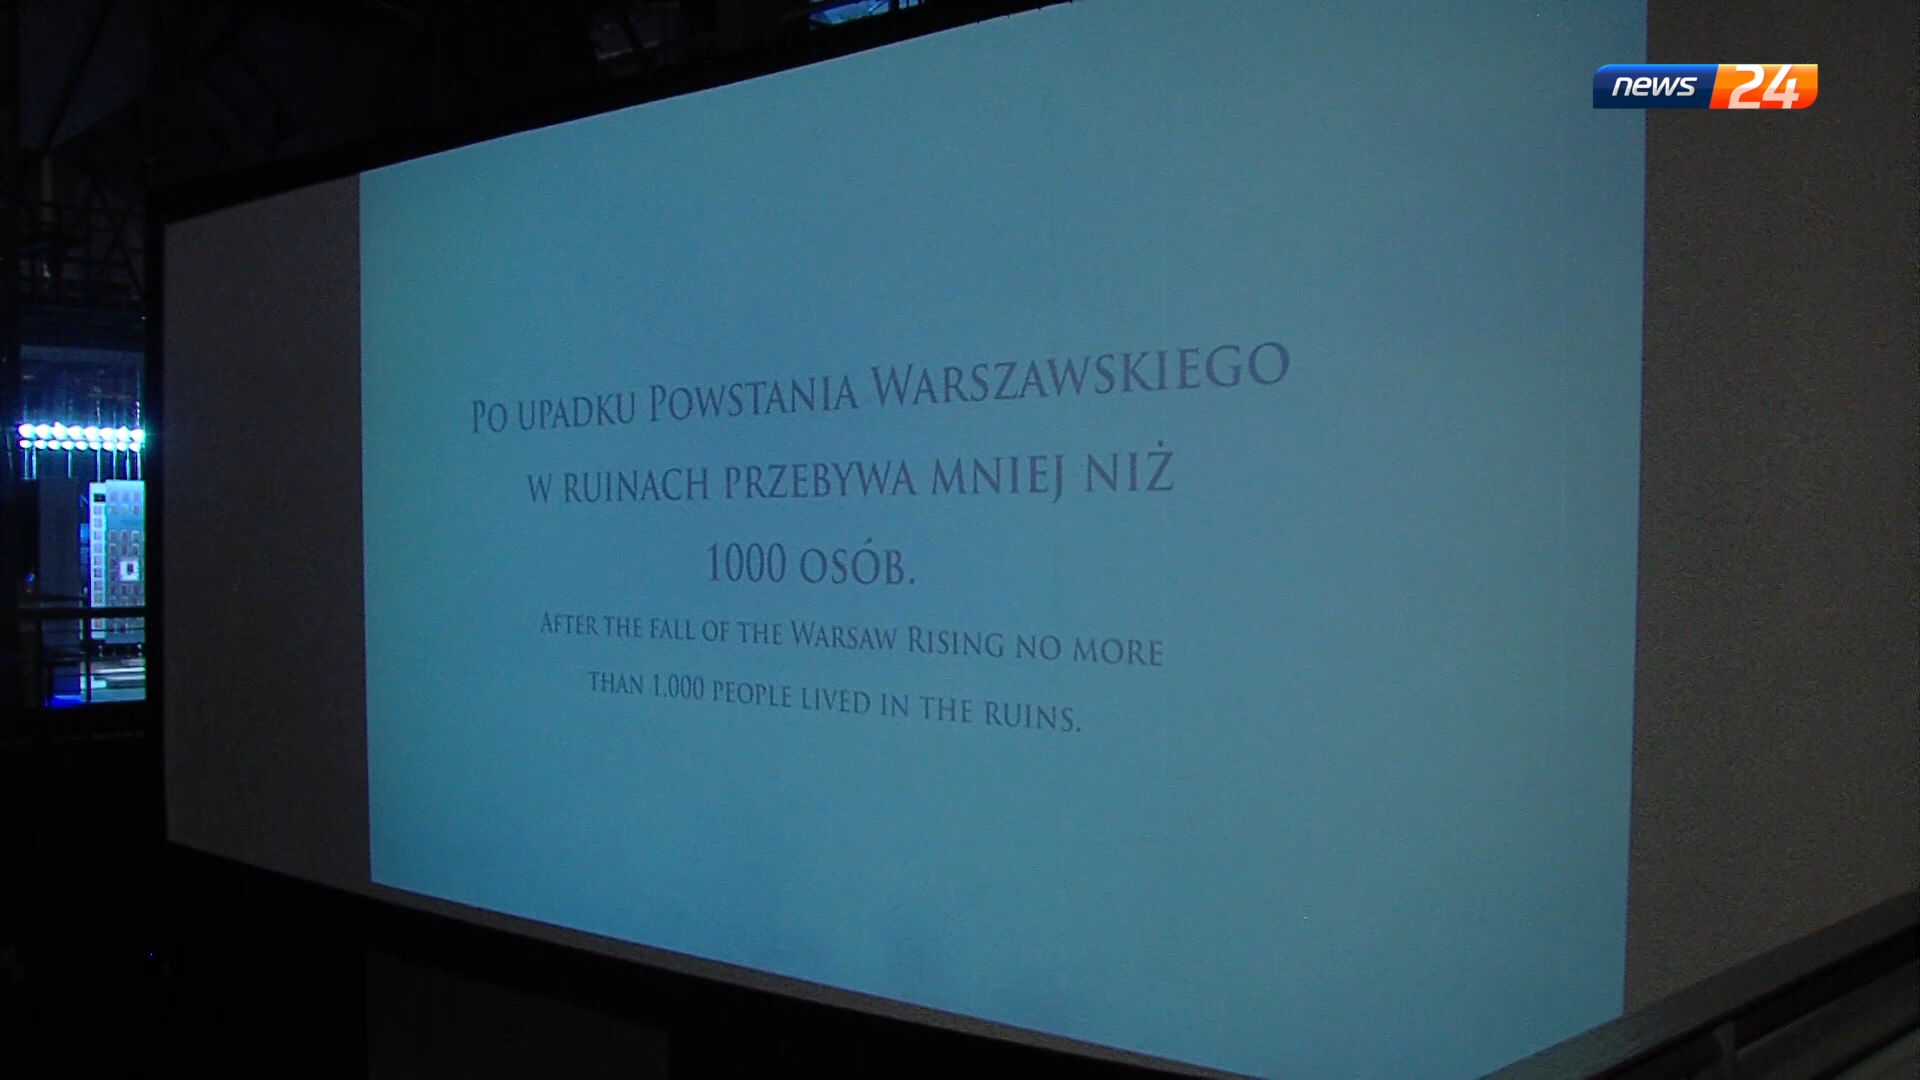 news 24
Po upadku Powstania Warszawskiego
w ruinach przebywa mniej niż
1000 osób.
After the fall of the Warsaw Rising no more
than 1.000 people lived in the ruins.